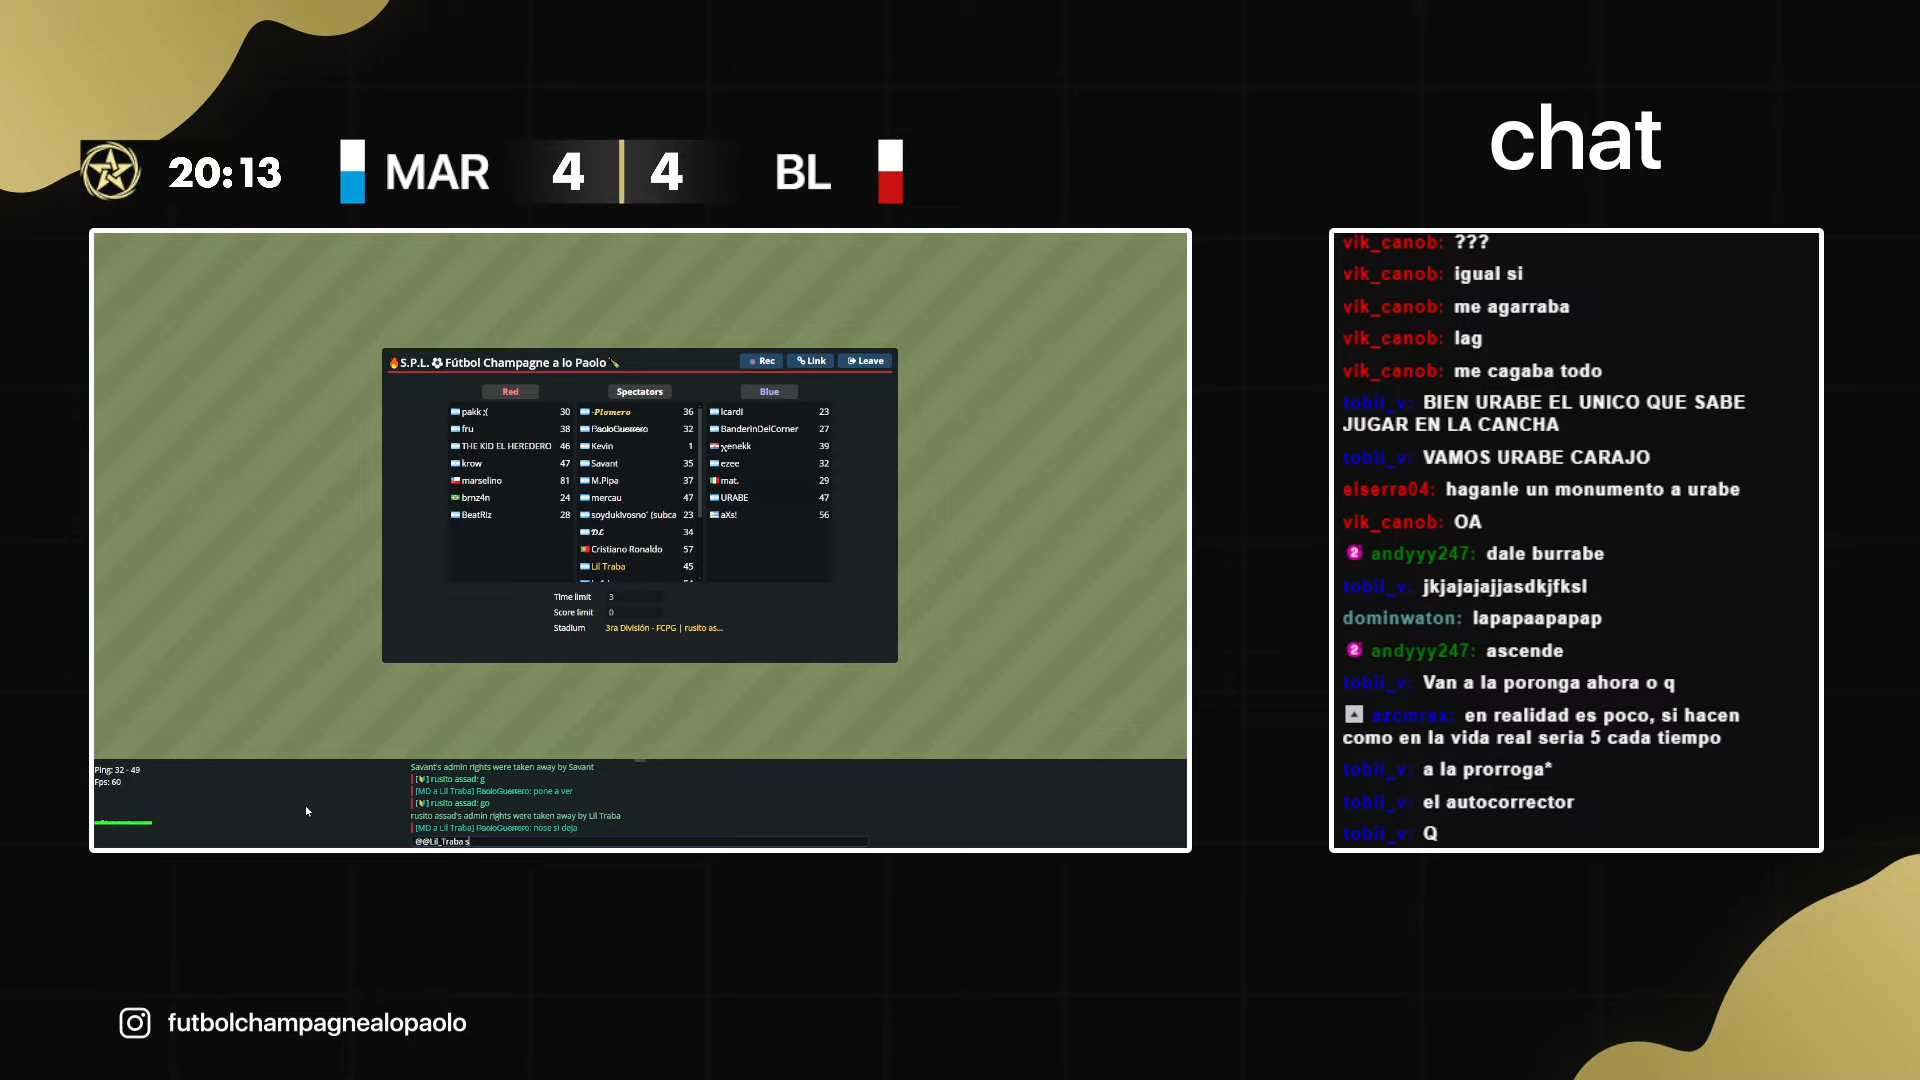 20:13
MAR
4
4
BL
chat
🔥S.P.L.⚽Fútbol Champagne a lo Paolo🍾
Rec
Link
Leave
Red
Spectators
Blue
pakk ;(
30
fru
38
THE KID EL HEREDERO
46
krow
47
marselino
81
brnz4n
24
BeatRiz
28
-Plomero
36
PaoloGuerrero
32
Kevin
1
Savant
35
M.Pipa
37
mercau
47
soydukivosno' (subca
23
DL
34
Cristiano Ronaldo
57
Lil Traba
45
Icardi
23
BanderinDelCorner
27
xenekk
39
ezee
32
mat.
29
URABE
47
aXs!
56
Time limit
3
Score limit
0
Stadium
3ra División - FCPG | rusito as...
Ping: 32 - 49
Fps: 60
Savant's admin rights were taken away by Savant
rusito assad: g
[MD a Lil Traba] PaoloGuerrero: pone a ver
rusito assad: go
rusito assad's admin rights were taken away by Lil Traba
[MD a Lil Traba] PaoloGuerrero: nose si deja
@@Lil_Traba s
vik_canob: ???
vik_canob: igual si
vik_canob: me agarraba
vik_canob: lag
vik_canob: me cagaba todo
tobii_v: BIEN URABE EL UNICO QUE SABE
JUGAR EN LA CANCHA
tobii_v: VAMOS URABE CARAJO
elserra04: haganle un monumento a urabe
vik_canob: OA
2 andyyy247: dale burrabe
tobii_v: jkjajajajjasdkjfksl
dominwaton: lapapaapapap
2 andyyy247: ascende
tobii_v: Van a la poronga ahora o q
azcmrsx: en realidad es poco, si hacen
como en la vida real seria 5 cada tiempo
tobii_v: a la prorroga*
tobii_v: el autocorrector
tobii_v: Q
futbolchampagnealopaolo